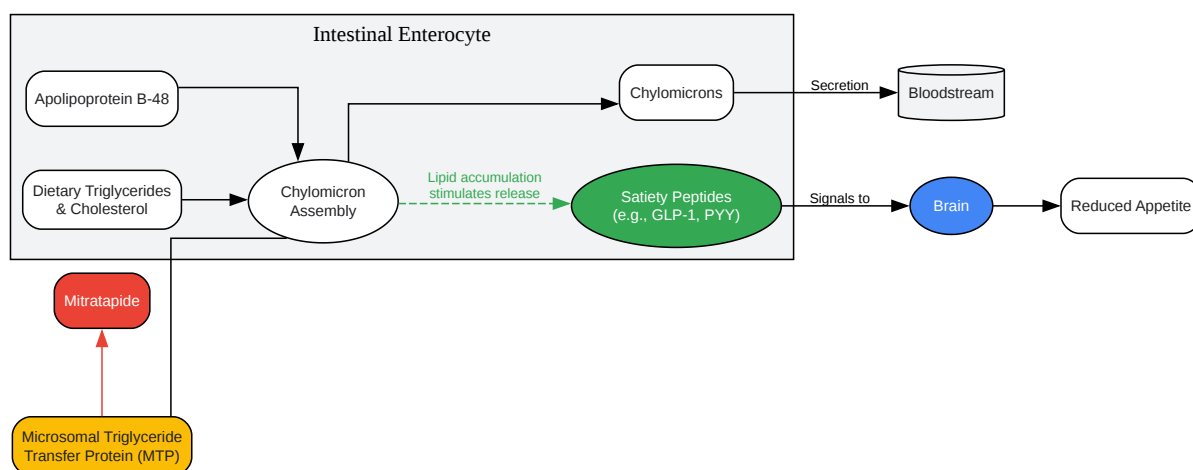 Intestinal Enterocyte
Apolipoprotein B-48
Chylomicrons
Secretion
Bloodstream
Dietary Triglycerides
& Cholesterol
Chylomicron
Assembly
Lipid accumulation
stimulates release
Satiety Peptides
(e.g., GLP-1, PYY)
Signals to
Brain
Reduced Appetite
Mitratapide
Microsomal Triglyceride
Transfer Protein (MTP)